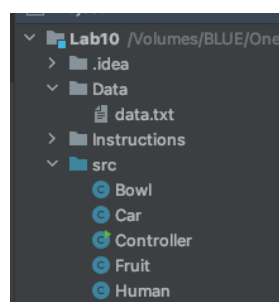 Lab10 /Volumes/BLUE/One
.idea
Data
data.txt
Instructions
src
Bowl
Car
Controller
Fruit
Human